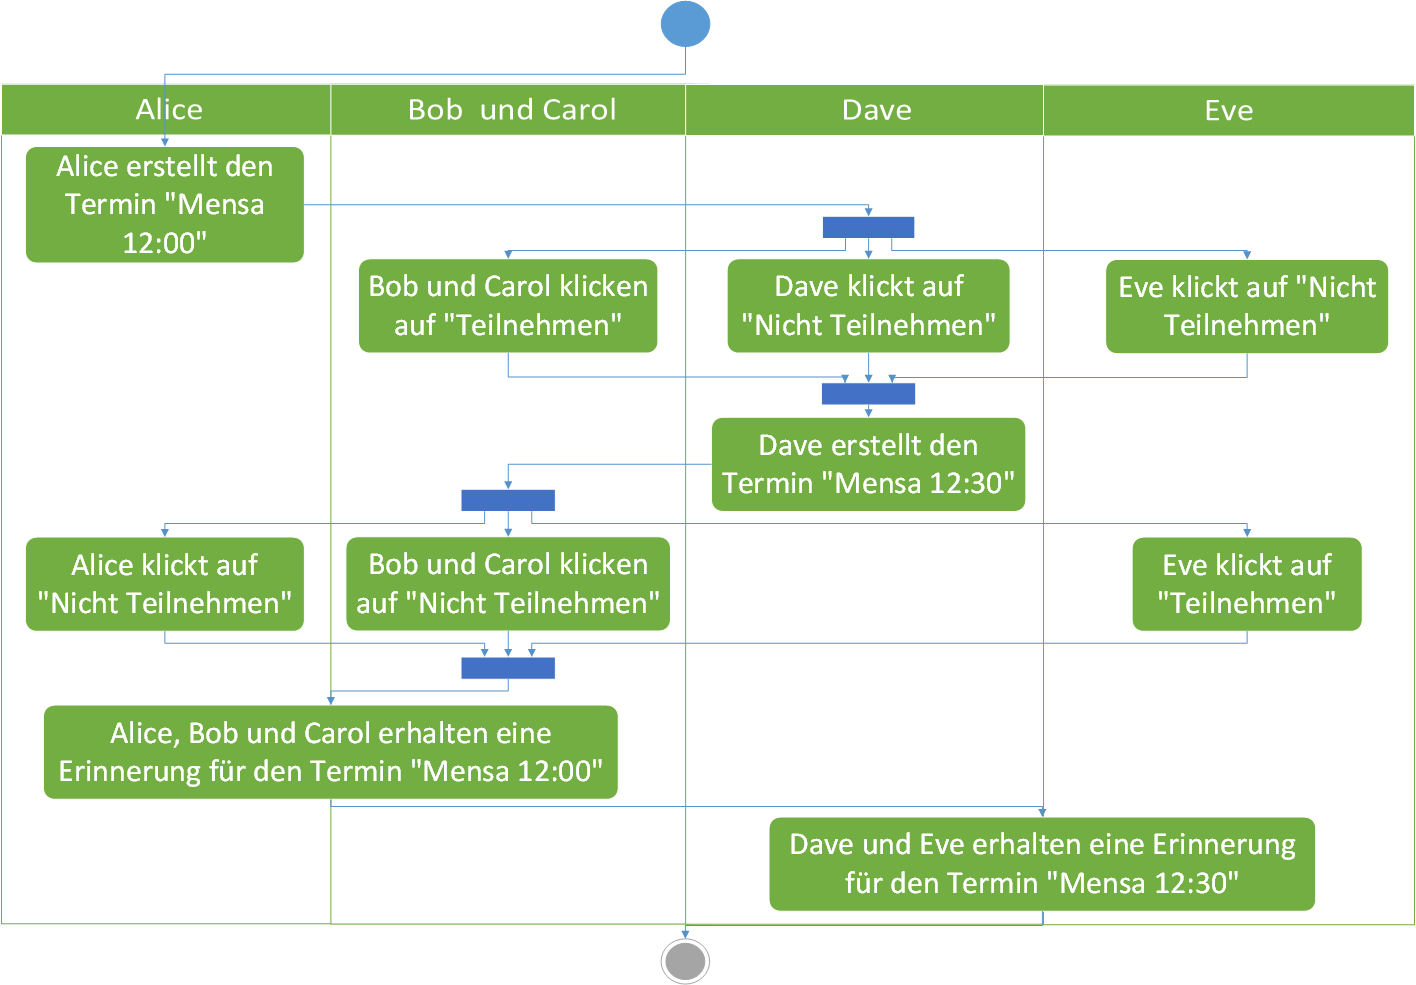 Alice
Bob  und Carol
Dave
Eve
Alice erstellt den
Termin "Mensa
12:00"
Bob und Carol klicken
auf "Teilnehmen"
Dave klickt auf
"Nicht Teilnehmen"
Eve klickt auf "Nicht
Teilnehmen"
Dave erstellt den
Termin "Mensa 12:30"
Alice klickt auf
"Nicht Teilnehmen"
Bob und Carol klicken
auf "Nicht Teilnehmen"
Eve klickt auf
"Teilnehmen"
Alice, Bob und Carol erhalten eine
Erinnerung für den Termin "Mensa 12:00"
Dave und Eve erhalten eine Erinnerung
für den Termin "Mensa 12:30"